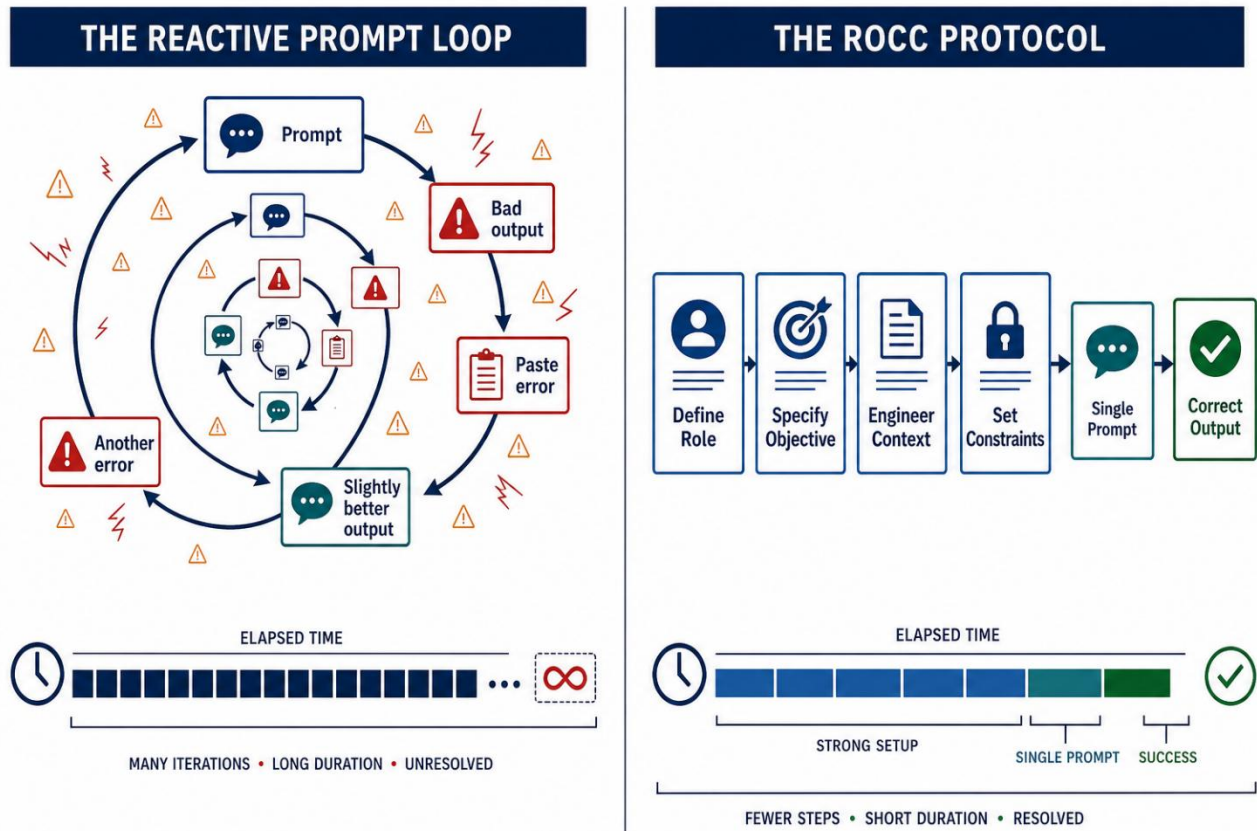 THE REACTIVE PROMPT LOOP
Prompt
Bad
output
Paste
error
Slightly
better
output
Another
error
ELAPSED TIME
MANY ITERATIONS • LONG DURATION • UNRESOLVED
THE ROCC PROTOCOL
Define
Role
Specify
Objective
Engineer
Context
Set
Constraints
Single
Prompt
Correct
Output
ELAPSED TIME
STRONG SETUP
SINGLE PROMPT
SUCCESS
FEWER STEPS • SHORT DURATION • RESOLVED